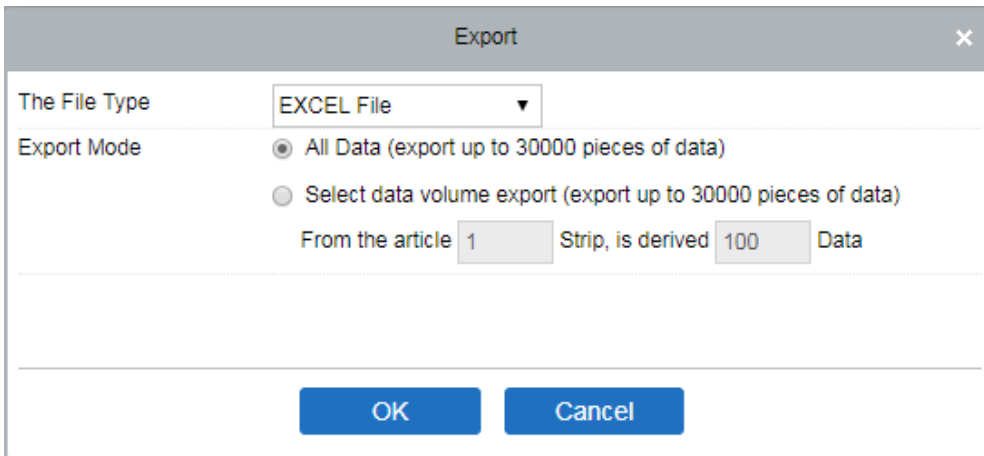 Export
The File Type EXCEL File
Export Mode All Data (export up to 30000 pieces of data)
Select data volume export (export up to 30000 pieces of data)
From the article 1 Strip, is derived 100 Data
OK Cancel